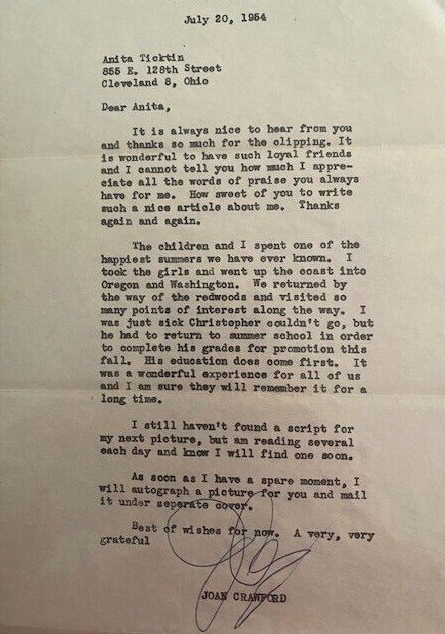 July 20, 1954
Anita Ticktin
855 E. 128th Street
Cleveland 8, Ohio
Dear Anita,
It is always nice to hear from you
and thanks so much for the clipping. It
is wonderful to have such loyal friends
and I cannot tell you how much I appre-
ciate all the words of praise you always
have for me. How sweet of you to write
such a nice article about me. Thanks
again and again.
The children and I spent one of the
happiest summers we have ever known. I
took the girls and went up the coast into
Oregon and Washington. We returned by
the way of the redwoods and visited so
many points of interest along the way. I
was just sick Christopher couldn't go, but
he had to return to summer school in order
to complete his grades for promotion this
fall. His education does come first. It
was a wonderful experience for all of us
and I am sure they will remember it for a
long time.
I still haven't found a script for
my next picture, but am reading several
each day and know I will find one soon.
As soon as I have a spare moment, I
will autograph a picture for you and mail
it under seperate cover.
Best of wishes for now. A very, very
grateful
JOAN CRAWFORD